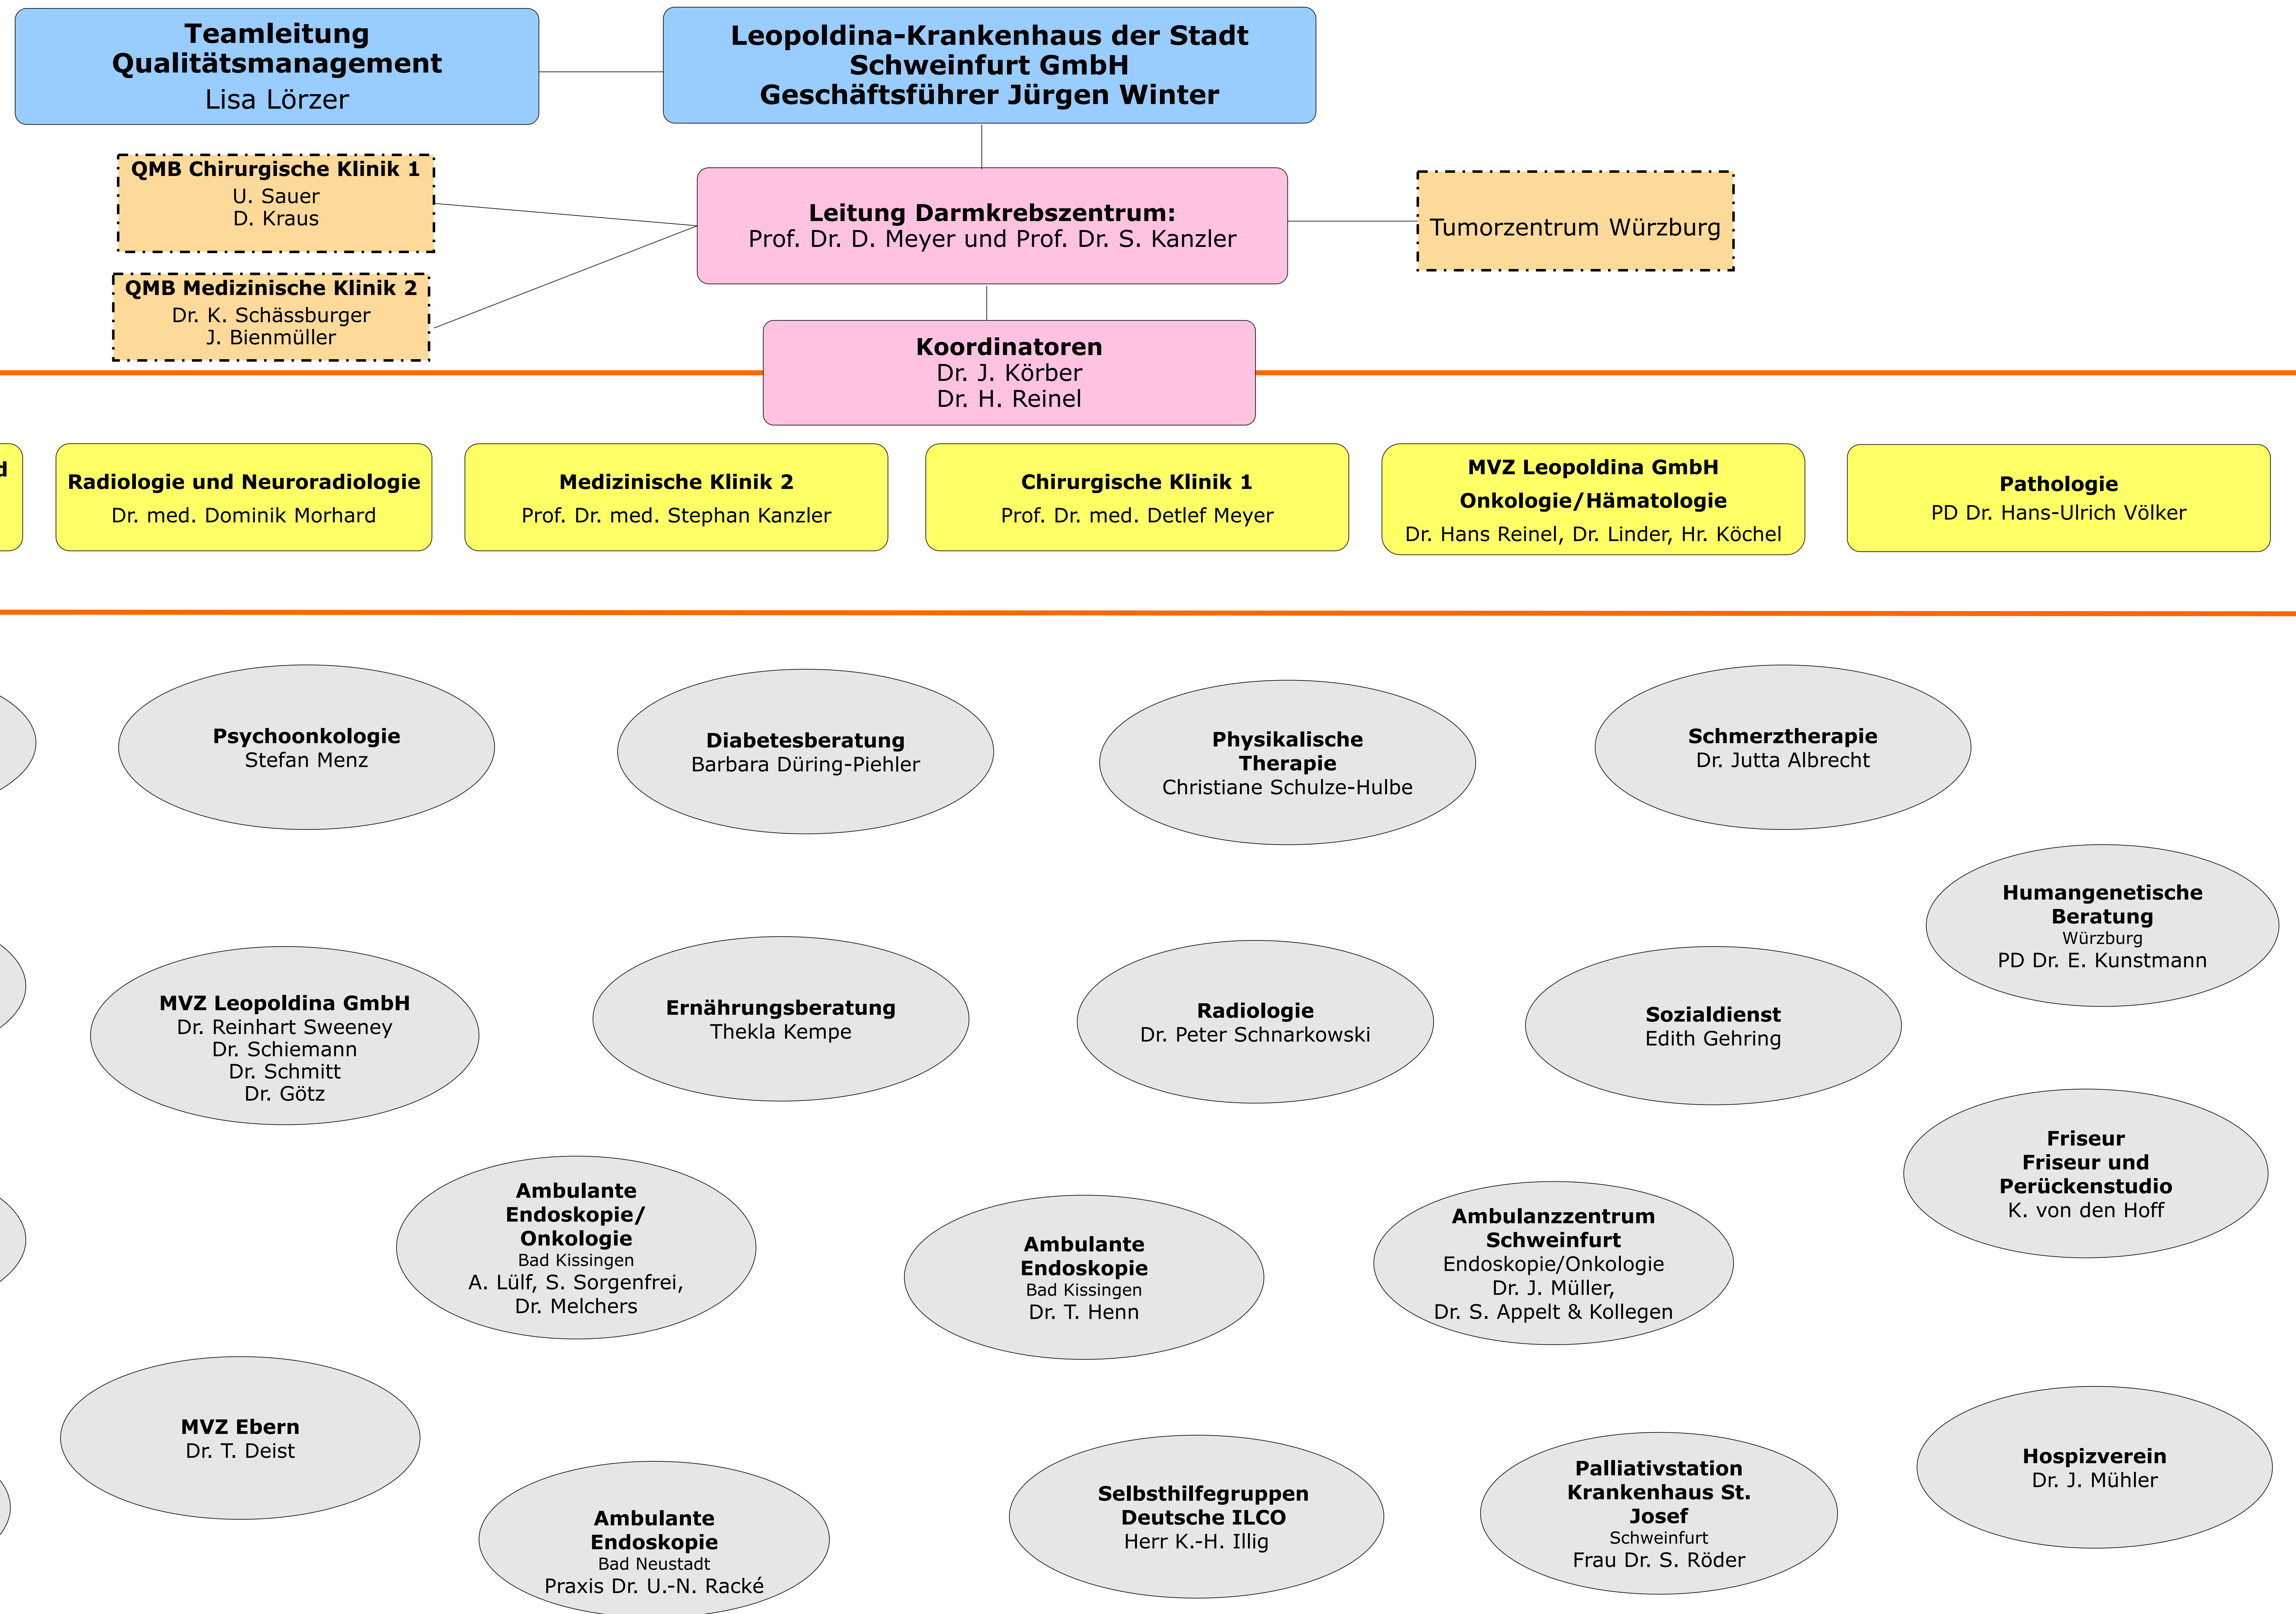 Teamleitung
Qualitätsmanagement
Lisa Lörzer
Leopoldina-Krankenhaus der Stadt
Schweinfurt GmbH
Geschäftsführer Jürgen Winter
QMB Chirurgische Klinik 1
U. Sauer
D. Kraus
Leitung Darmkrebszentrum:
Prof. Dr. D. Meyer und Prof. Dr. S. Kanzler
Tumorzentrum Würzburg
QMB Medizinische Klinik 2
Dr. K. Schässburger
J. Bienmüller
Koordinatoren
Dr. J. Körber
Dr. H. Reinel
d
Radiologie und Neuroradiologie
Dr. med. Dominik Morhard
Medizinische Klinik 2
Prof. Dr. med. Stephan Kanzler
Chirurgische Klinik 1
Prof. Dr. med. Detlef Meyer
MVZ Leopoldina GmbH
Onkologie/Hämatologie
Dr. Hans Reinel, Dr. Linder, Hr. Köchel
Pathologie
PD Dr. Hans-Ulrich Völker
Psychoonkologie
Stefan Menz
Diabetesberatung
Barbara Düring-Piehler
Physikalische
Therapie
Christiane Schulze-Hulbe
Schmerztherapie
Dr. Jutta Albrecht
Humangenetische
Beratung
Würzburg
PD Dr. E. Kunstmann
MVZ Leopoldina GmbH
Dr. Reinhart Sweeney
Dr. Schiemann
Dr. Schmitt
Dr. Götz
Ernährungsberatung
Thekla Kempe
Radiologie
Dr. Peter Schnarkowski
Sozialdienst
Edith Gehring
Friseur
Friseur und
Perückenstudio
K. von den Hoff
Ambulante
Endoskopie/
Onkologie
Bad Kissingen
A. Lülf, S. Sorgenfrei,
Dr. Melchers
Ambulante
Endoskopie
Bad Kissingen
Dr. T. Henn
Ambulanzzentrum
Schweinfurt
Endoskopie/Onkologie
Dr. J. Müller,
Dr. S. Appelt & Kollegen
MVZ Ebern
Dr. T. Deist
Ambulante
Endoskopie
Bad Neustadt
Praxis Dr. U.-N. Racké
Selbsthilfegruppen
Deutsche ILCO
Herr K.-H. Illig
Palliativstation
Krankenhaus St.
Josef
Schweinfurt
Frau Dr. S. Röder
Hospizverein
Dr. J. Mühler